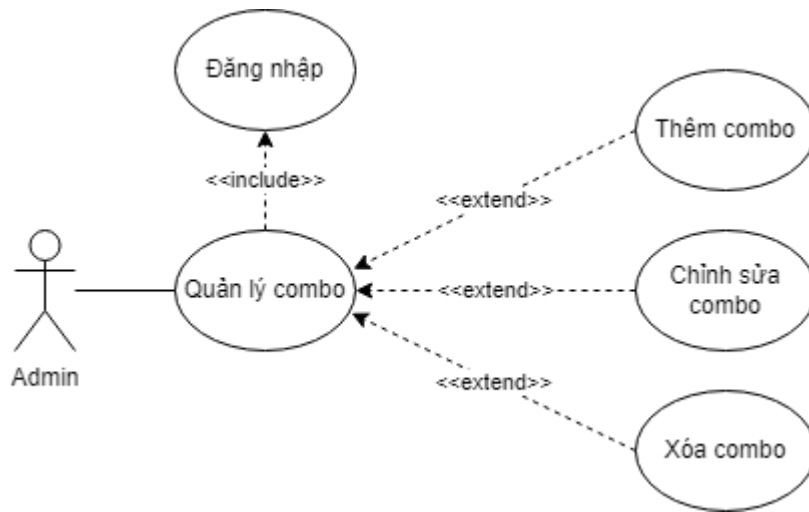 Đăng nhập
<<include>>
Thêm combo
<<extend>>
Quản lý combo
<<extend>>
Chỉnh sửa
combo
Admin
<<extend>>
Xóa combo